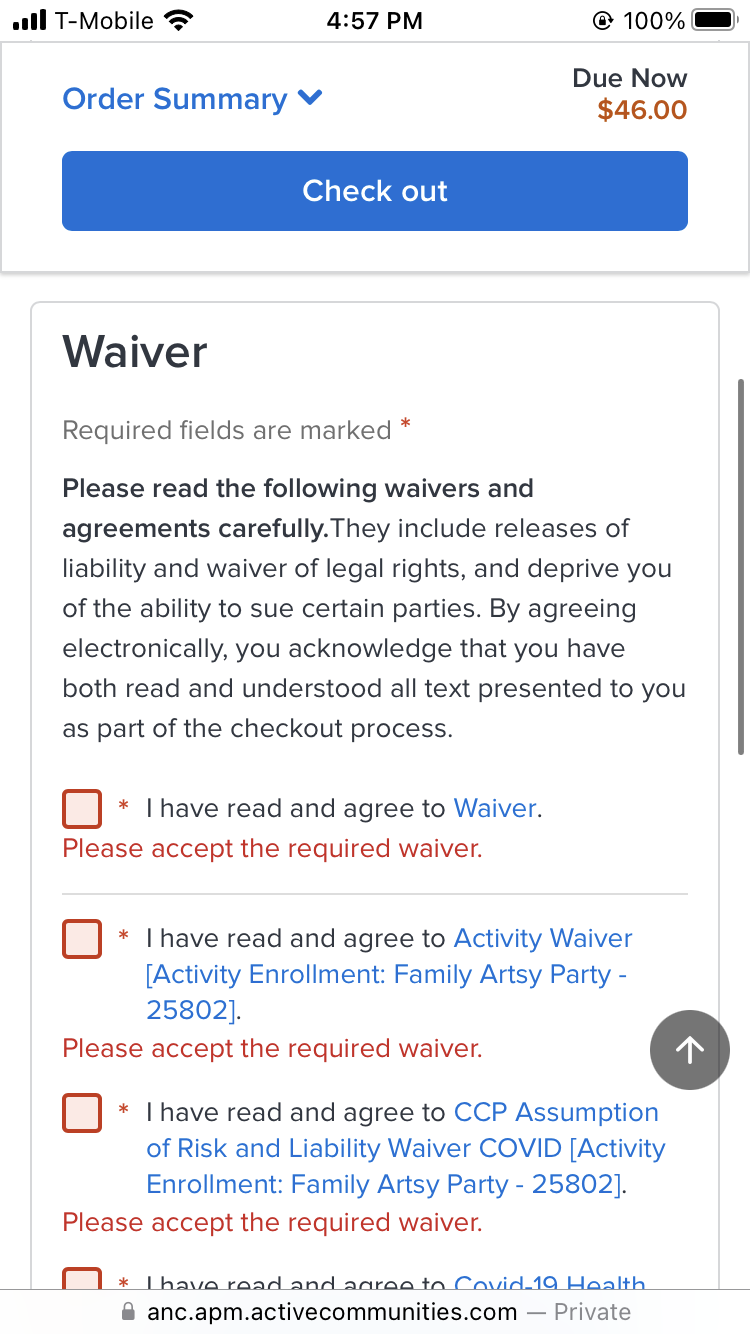 T-Mobile 4:57 PM 100%
Order Summary
Due Now
$46.00
Check out
Waiver
Required fields are marked *
Please read the following waivers and
agreements carefully.They include releases of
liability and waiver of legal rights, and deprive you
of the ability to sue certain parties. By agreeing
electronically, you acknowledge that you have
both read and understood all text presented to you
as part of the checkout process.
* I have read and agree to Waiver.
Please accept the required waiver.
* I have read and agree to Activity Waiver
[Activity Enrollment: Family Artsy Party -
25802].
Please accept the required waiver.
* I have read and agree to CCP Assumption
of Risk and Liability Waiver COVID [Activity
Enrollment: Family Artsy Party - 25802].
Please accept the required waiver.
* I have read and agree to Covid-19 Health
anc.apm.activecommunities.com — Private